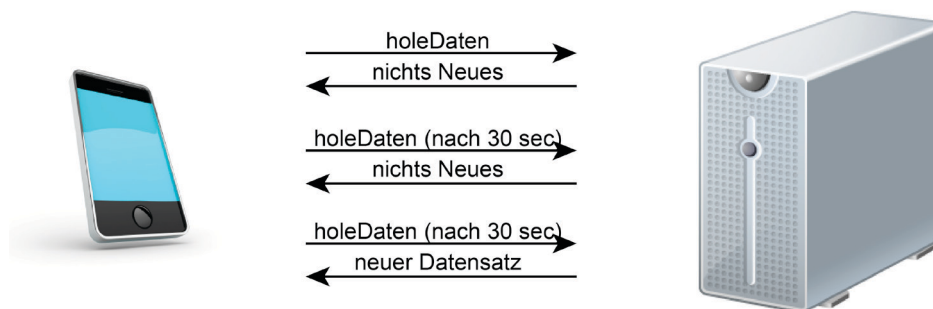 holeDaten
nichts Neues
holeDaten (nach 30 sec)
nichts Neues
holeDaten (nach 30 sec)
neuer Datensatz